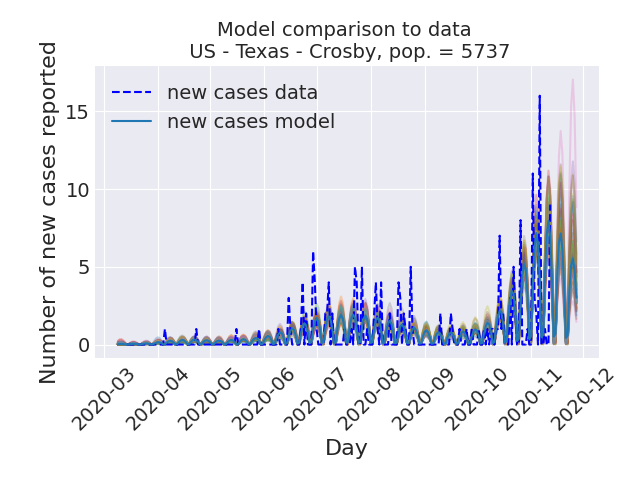 Model comparison to data
US - Texas - Crosby, pop. = 5737
Number of new cases reported
new cases data
new cases model
15
10
5
0
2020-03
2020-04
2020-05
2020-06
2020-07
2020-08
2020-09
2020-10
2020-11
2020-12
Day